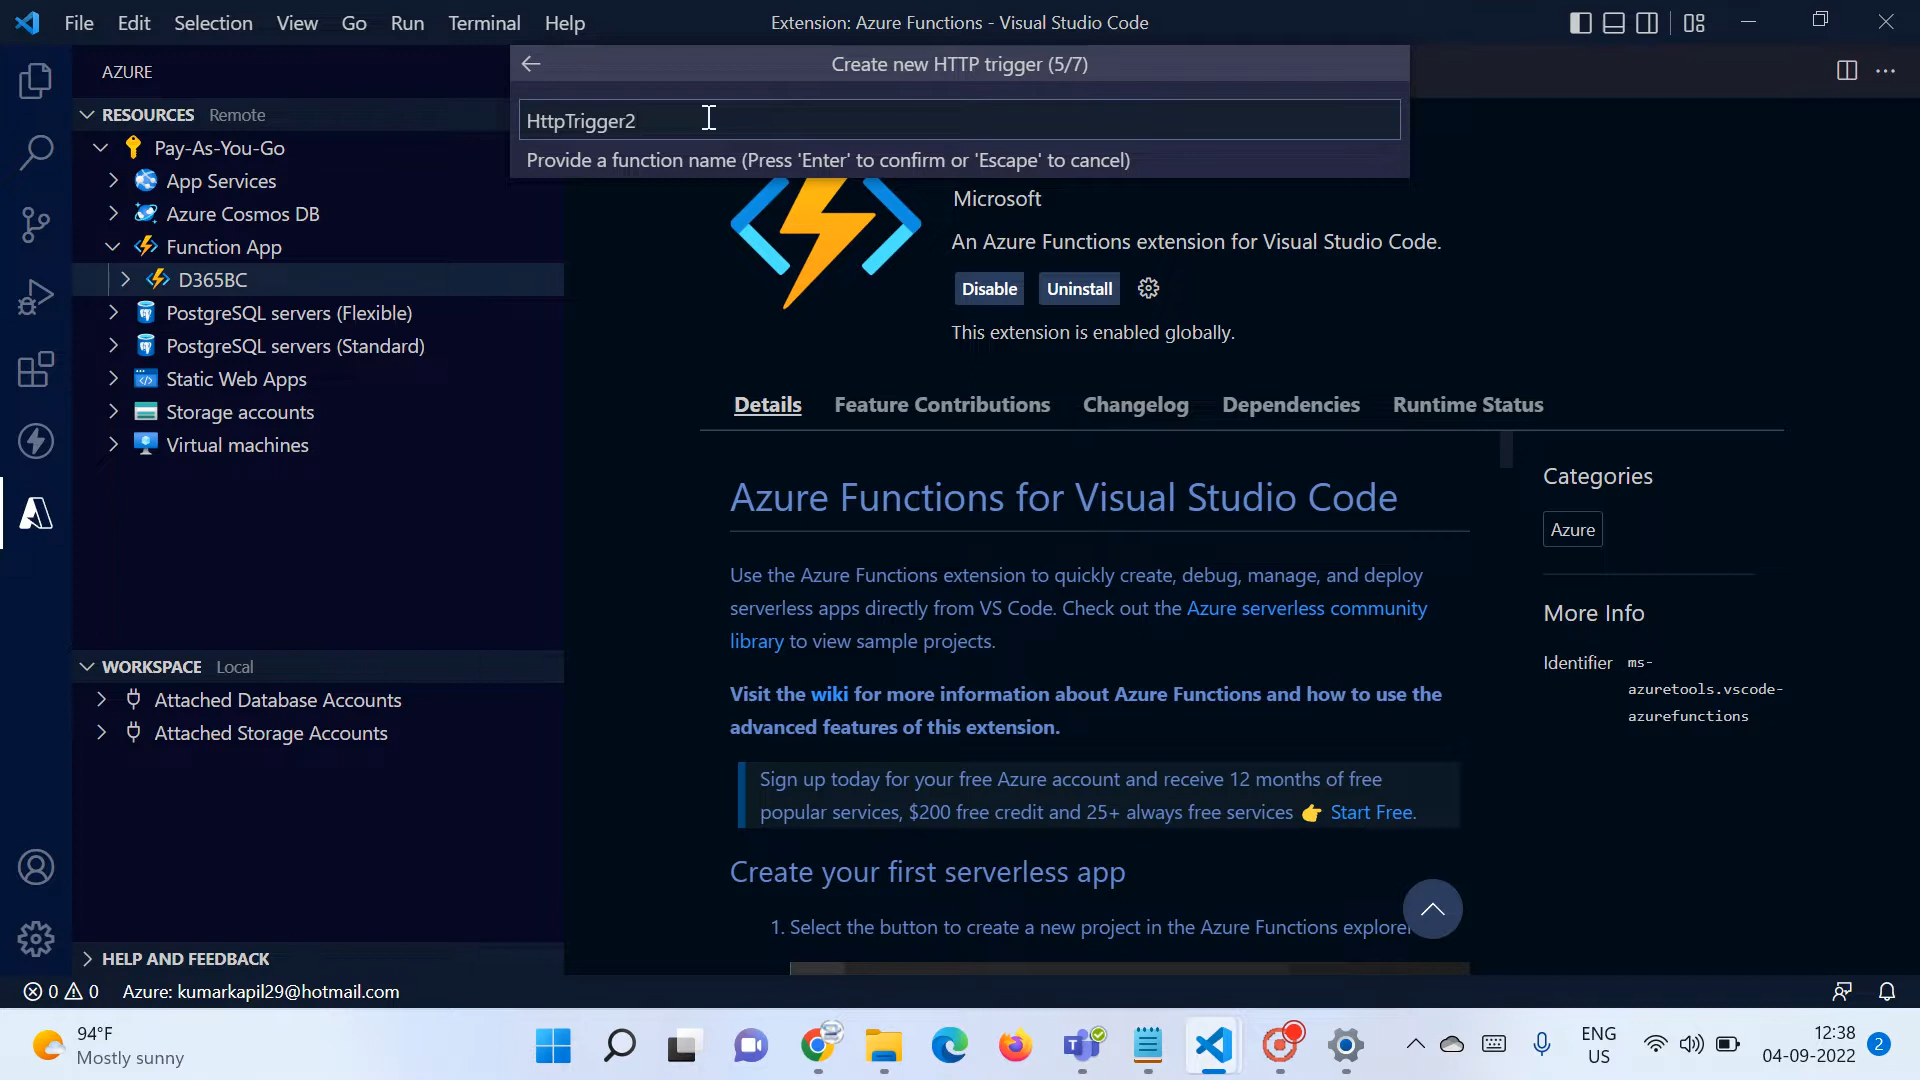 File Edit Selection View Go Run Terminal Help
Extension: Azure Functions - Visual Studio Code
AZURE
RESOURCES Remote
Pay-As-You-Go
App Services
Azure Cosmos DB
Function App
D365BC
PostgreSQL servers (Flexible)
PostgreSQL servers (Standard)
Static Web Apps
Storage accounts
Virtual machines
WORKSPACE Local
Attached Database Accounts
Attached Storage Accounts
HELP AND FEEDBACK
Create new HTTP trigger (5/7)
HttpTrigger2
Provide a function name (Press 'Enter' to confirm or 'Escape' to cancel)
Microsoft
An Azure Functions extension for Visual Studio Code.
Disable Uninstall
This extension is enabled globally.
Details Feature Contributions Changelog Dependencies Runtime Status
Azure Functions for Visual Studio Code
Use the Azure Functions extension to quickly create, debug, manage, and deploy
serverless apps directly from VS Code. Check out the Azure serverless community
library to view sample projects.
Visit the wiki for more information about Azure Functions and how to use the
advanced features of this extension.
Sign up today for your free Azure account and receive 12 months of free
popular services, $200 free credit and 25+ always free services 👉 Start Free.
Create your first serverless app
1. Select the button to create a new project in the Azure Functions explorer
Categories
Azure
More Info
Identifier ms-
azuretools.vscode-
azurefunctions
0 0 Azure: kumarkapil29@hotmail.com
94°F
Mostly sunny
ENG
US
12:38
04-09-2022
2